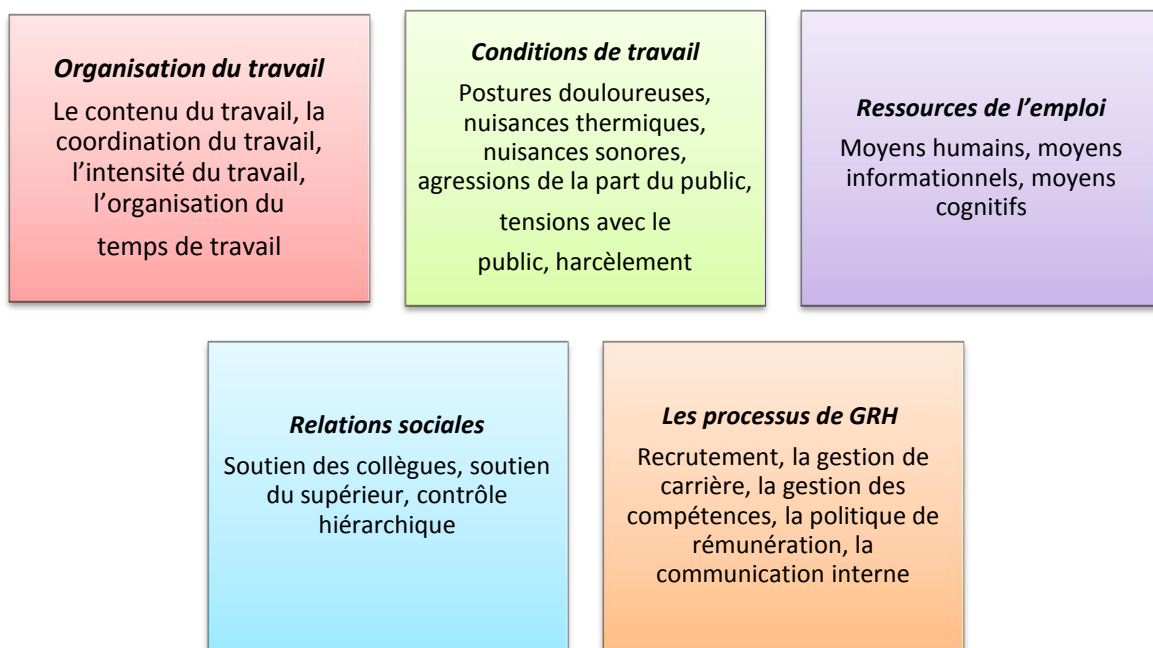 Organisation du travail
Le contenu du travail, la
coordination du travail,
l’intensité du travail,
l’organisation du
temps de travail
Conditions de travail
Postures douloureuses,
nuisances thermiques,
nuisances sonores,
agressions de la part du public,
tensions avec le
public, harcèlement
Ressources de l’emploi
Moyens humains, moyens
informationnels, moyens
cognitifs
Relations sociales
Soutien des collègues, soutien
du supérieur, contrôle
hiérarchique
Les processus de GRH
Recrutement, la gestion de
carrière, la gestion des
compétences, la politique de
rémunération, la
communication interne